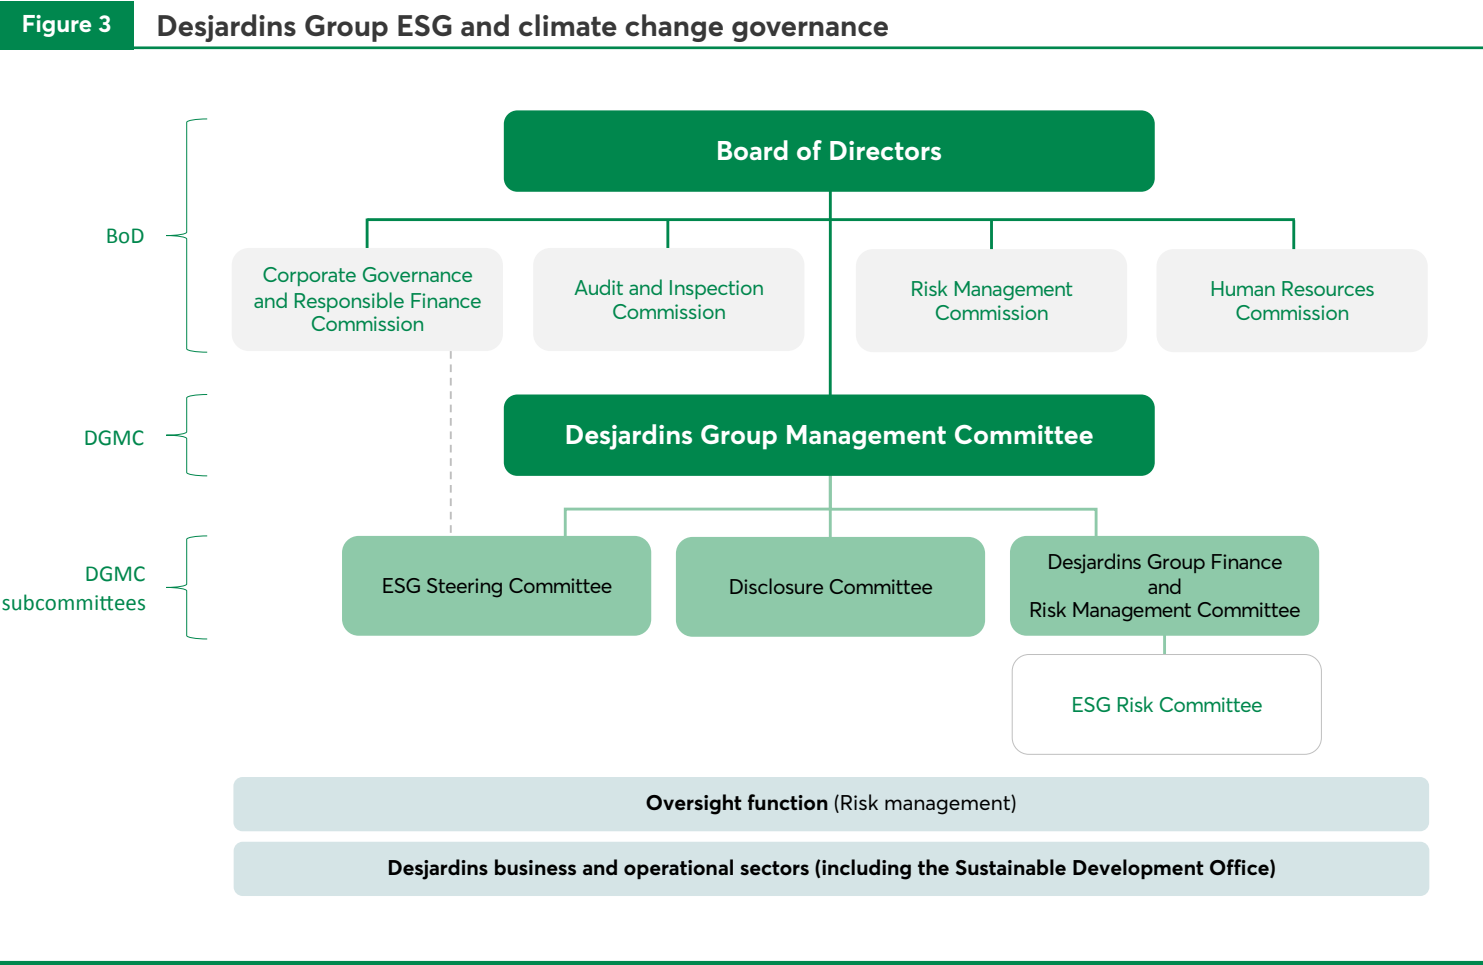 Figure 3
Desjardins Group ESG and climate change governance
Board of Directors
BoD
Corporate Governance
and Responsible Finance
Commission
Audit and Inspection
Commission
Risk Management
Commission
Human Resources
Commission
DGMC
Desjardins Group Management Committee
DGMC
subcommittees
ESG Steering Committee
Disclosure Committee
Desjardins Group Finance
and
Risk Management Committee
ESG Risk Committee
Oversight function (Risk management)
Desjardins business and operational sectors (including the Sustainable Development Office)